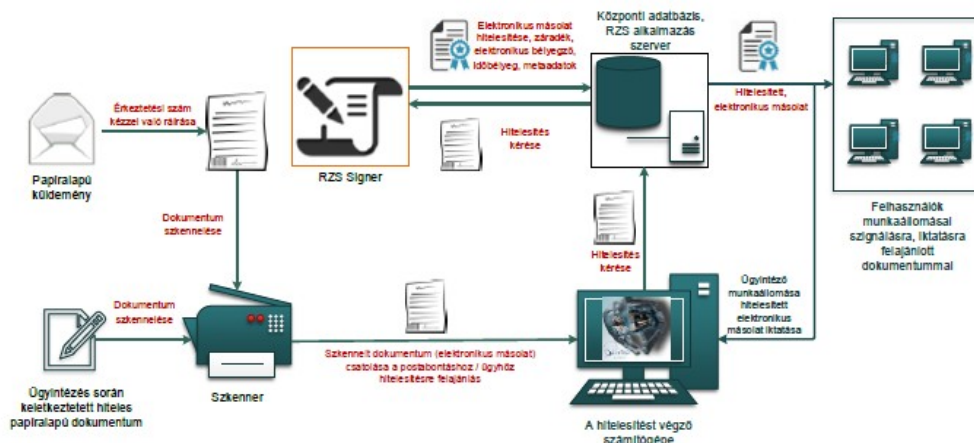 Elektronikus másolat
hitelesítése, záradék,
elektronikus bélyegző,
időbélyeg, metaadatok
Központi adatbázis,
RZS alkalmazás
szerver
Érkeztetési szám
kézzel való ráírása
Hitelesítés
kérése
Hitelesített,
elektronikus másolat
Papíralapú
küldemény
RZS Signer
Felhasználók
munkaállomásai
szignálásra, iktatásra
felajánlott
dokumentummal
Dokumentum
szkennelése
Hitelesítés
kérése
Ügyintéző
munkaállomása
hitelesített
elektronikus
másolat iktatása
Dokumentum
szkennelése
Szkennelt dokumentum (elektronikus másolat)
csatolása a postabontáshoz / ügyhöz
hitelesítésre felajánlás
Ügyintézés során
keletkeztetett hiteles
papíralapú dokumentum
Szkenner
A hitelesítést végző
számítógépe